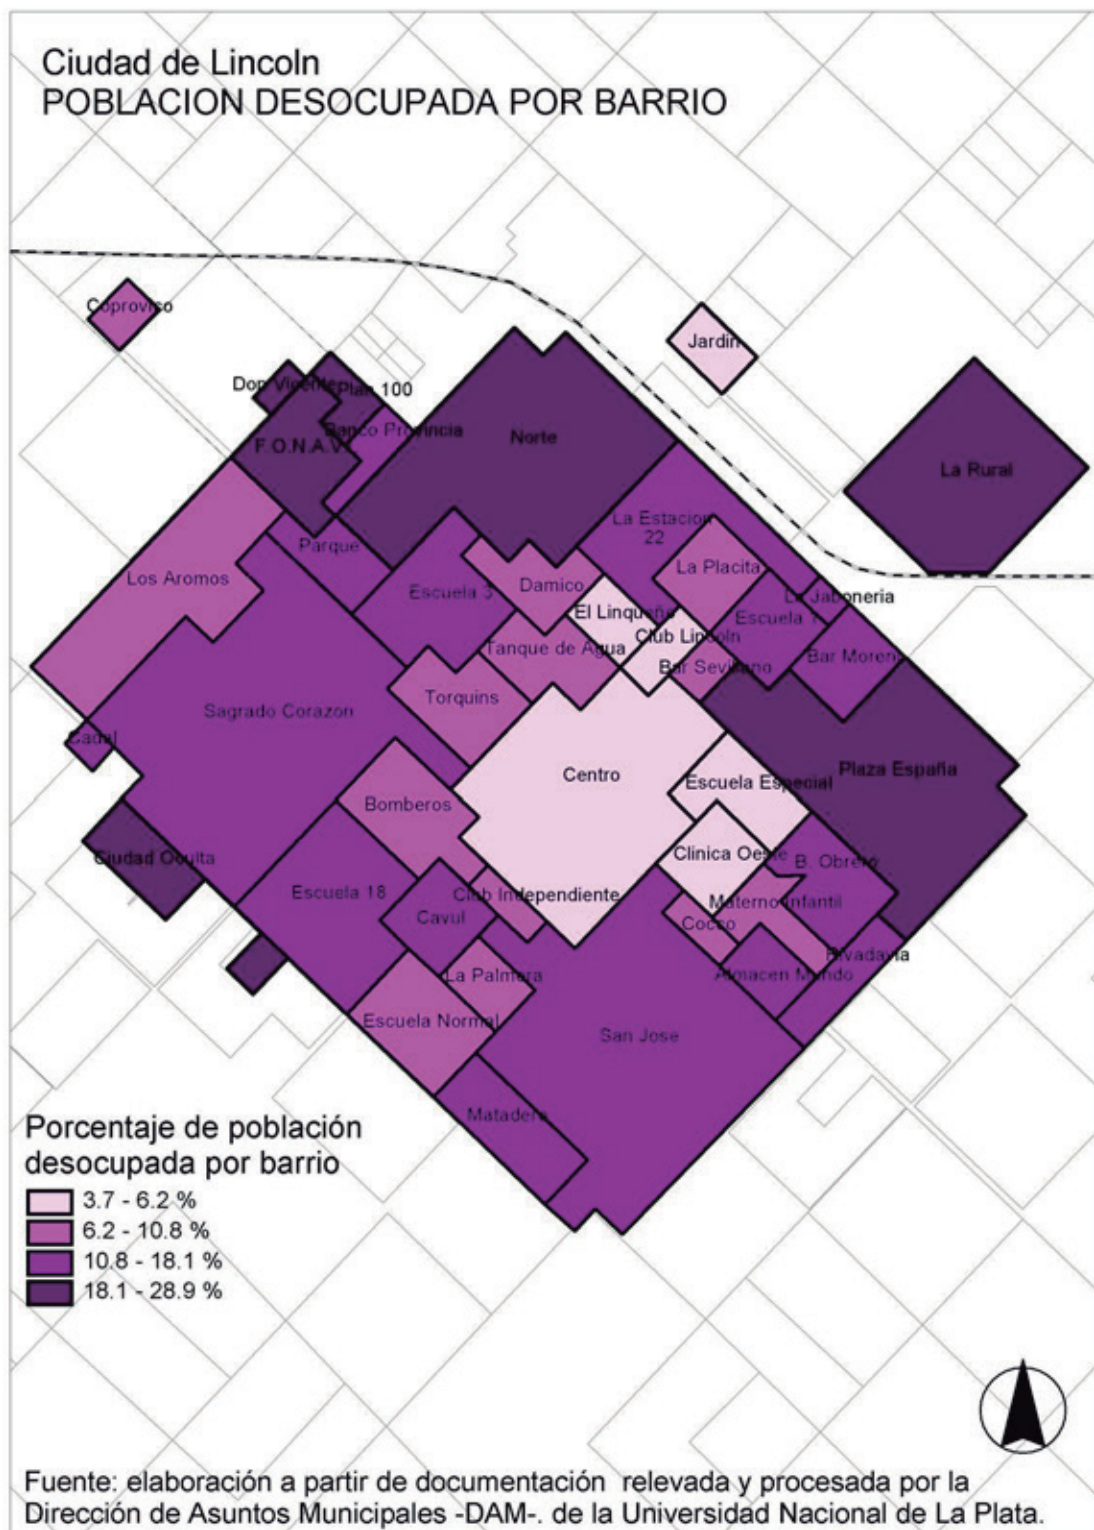 Ciudad de Lincoln
POBLACION DESOCUPADA POR BARRIO
Coproviso
Jardin
Don Vicente
Plan 100
Banco Provincia
F.O.N.A.V.I
Norte
La Rural
La Estacion
22
Parque
La Placita
Los Aromos
Damico
Escuela 3
La Jaboneria
El Linqueño
Escuela 1
Club Lincoln
Tanque de Agua
Bar Moreno
Bar Sevillano
Torquins
Sagrado Corazon
Cadal
Centro
Plaza España
Escuela Especial
Bomberos
Clinica Oeste
Ciudad Oculta
B. Obrero
Escuela 18
Club Independiente
Materno Infantil
Cavul
Cocco
Rivadavia
La Palmera
Almacen Mundo
Escuela Normal
San Jose
Matadero
Porcentaje de población
desocupada por barrio
3.7 - 6.2 %
6.2 - 10.8 %
10.8 - 18.1 %
18.1 - 28.9 %
Fuente: elaboración a partir de documentación relevada y procesada por la
Dirección de Asuntos Municipales -DAM-. de la Universidad Nacional de La Plata.